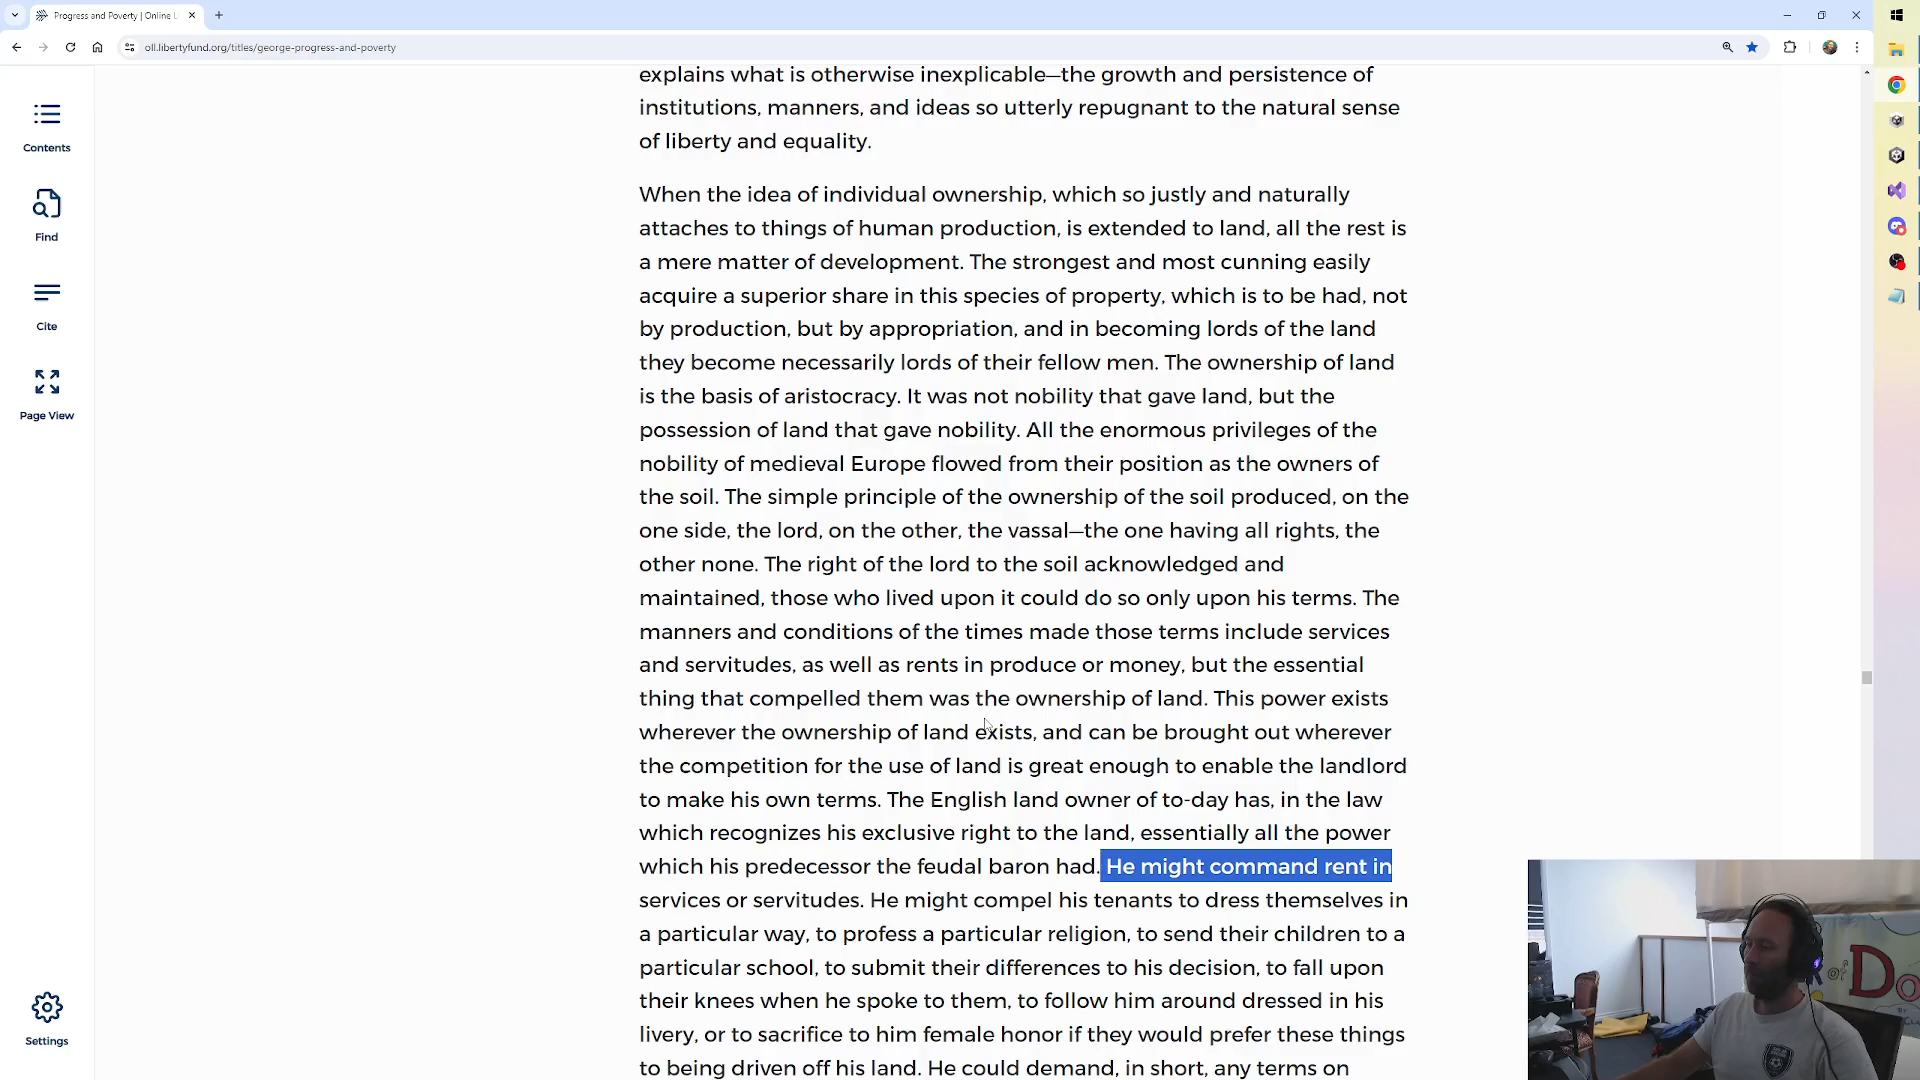 Progress and Poverty | Online L
oll.libertyfund.org/titles/george-progress-and-poverty
Contents
Find
Cite
Page View
Settings
explains what is otherwise inexplicable—the growth and persistence of
institutions, manners, and ideas so utterly repugnant to the natural sense
of liberty and equality.
When the idea of individual ownership, which so justly and naturally
attaches to things of human production, is extended to land, all the rest is
a mere matter of development. The strongest and most cunning easily
acquire a superior share in this species of property, which is to be had, not
by production, but by appropriation, and in becoming lords of the land
they become necessarily lords of their fellow men. The ownership of land
is the basis of aristocracy. It was not nobility that gave land, but the
possession of land that gave nobility. All the enormous privileges of the
nobility of medieval Europe flowed from their position as the owners of
the soil. The simple principle of the ownership of the soil produced, on the
one side, the lord, on the other, the vassal—the one having all rights, the
other none. The right of the lord to the soil acknowledged and
maintained, those who lived upon it could do so only upon his terms. The
manners and conditions of the times made those terms include services
and servitudes, as well as rents in produce or money, but the essential
thing that compelled them was the ownership of land. This power exists
wherever the ownership of land exists, and can be brought out wherever
the competition for the use of land is great enough to enable the landlord
to make his own terms. The English land owner of to-day has, in the law
which recognizes his exclusive right to the land, essentially all the power
which his predecessor the feudal baron had. He might command rent in
services or servitudes. He might compel his tenants to dress themselves in
a particular way, to profess a particular religion, to send their children to a
particular school, to submit their differences to his decision, to fall upon
their knees when he spoke to them, to follow him around dressed in his
livery, or to sacrifice to him female honor if they would prefer these things
to being driven off his land. He could demand, in short, any terms on
of Do